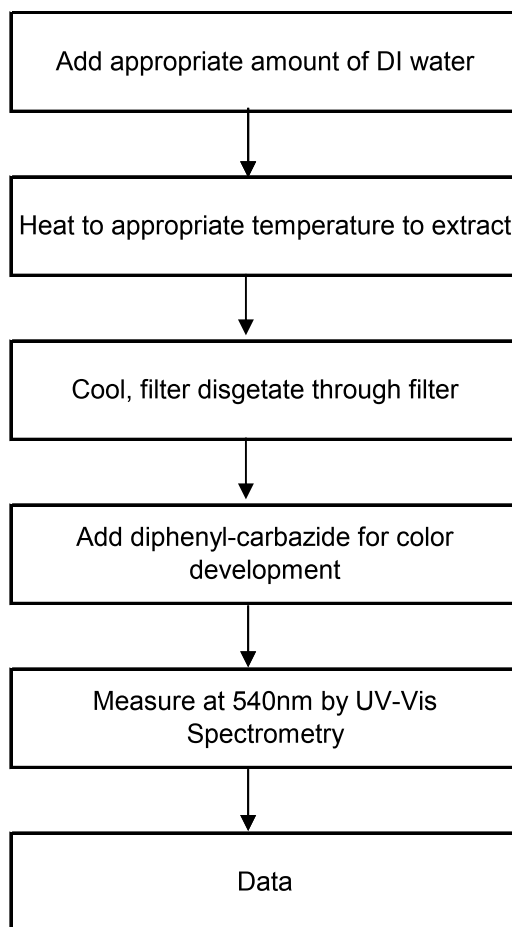 Add appropriate amount of DI water
Heat to appropriate temperature to extract
Cool, filter disgetate through filter
Add diphenyl-carbazide for color
development
Measure at 540nm by UV-Vis
Spectrometry
Data